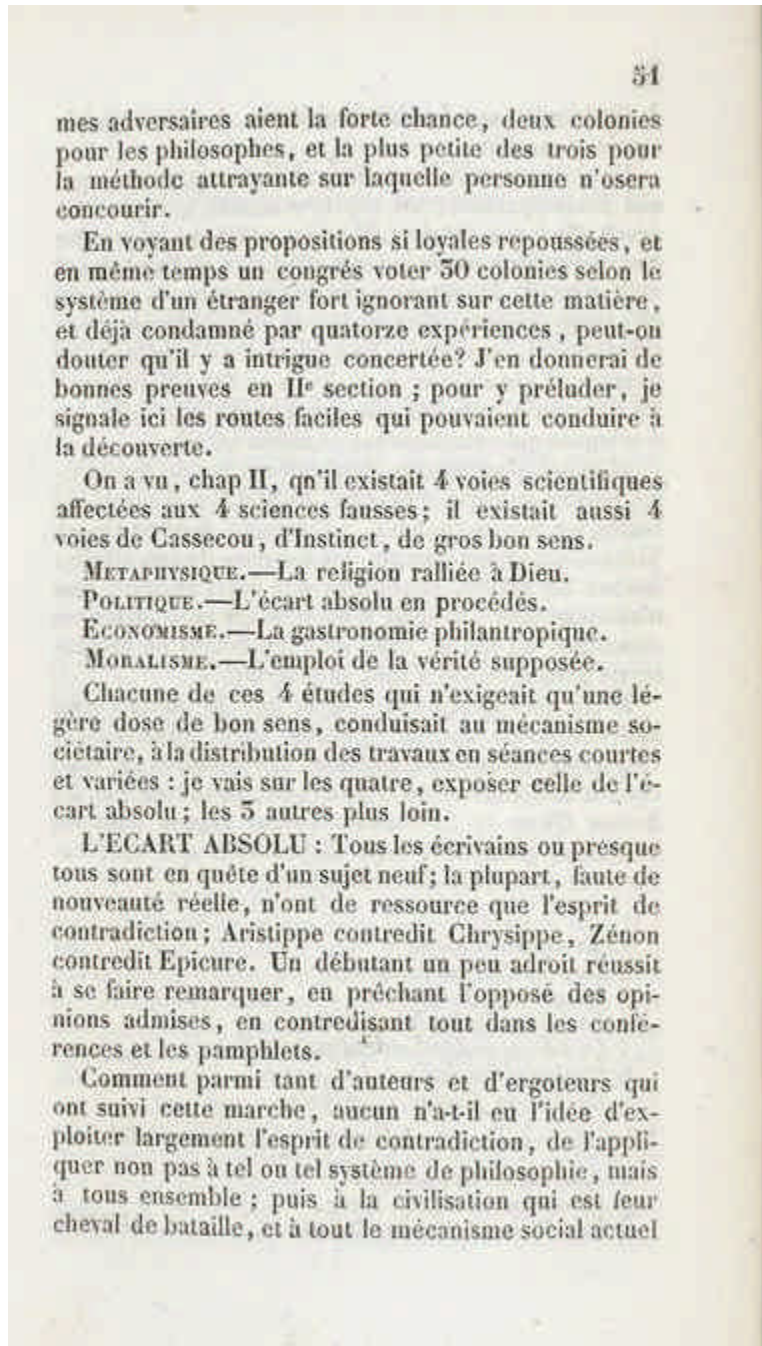 51
mes adversaires aient la forte chance, deux colonies
pour les philosophes, et la plus petite des trois pour
la méthode attrayante sur laquelle personne n'osera
concourir.
En voyant des propositions si loyales repoussées, et
en même temps un congrés voter 30 colonies selon le
système d'un étranger fort ignorant sur cette matière,
et déjà condamné par quatorze expériences, peut-on
douter qu'il y a intrigue concertée? J'en donnerai de
bonnes preuves en IIe section; pour y préluder, je
signale ici les routes faciles qui pouvaient conduire à
la découverte.
On a vu, chap II, qn'il existait 4 voies scientifiques
affectées aux 4 sciences fausses; il existait aussi 4
voies de Cassecou, d'Instinct, de gros bon sens.
METAPHYSIQUE.—La religion ralliée à Dieu.
POLITIQUE.—L'écart absolu en procédés.
ECONOMISME.—La gastronomie philantropique.
MORALISME.—L'emploi de la vérité supposée.
Chacune de ces 4 études qui n'exigeait qu'une lé-
gère dose de bon sens, conduisait au mécanisme so-
ciétaire, à la distribution des travaux en séances courtes
et variées : je vais sur les quatre, exposer celle de l'é-
cart absolu; les 3 autres plus loin.
L'ECART ABSOLU : Tous les écrivains ou presque
tous sont en quête d'un sujet neuf; la plupart, faute de
nouveauté réelle, n'ont de ressource que l'esprit de
contradiction; Aristippe contredit Chrysippe, Zénon
contredit Epicure. Un débutant un peu adroit réussit
à se faire remarquer, en prêchant l'opposé des opi-
nions admises, en contredisant tout dans les confé-
rences et les pamphlets.
Comment parmi tant d'auteurs et d'ergoteurs qui
ont suivi cette marche, aucun n'a-t-il eu l'idée d'ex-
ploiter largement l'esprit de contradiction, de l'appli-
quer non pas à tel ou tel système de philosophie, mais
à tous ensemble; puis à la civilisation qui est leur
cheval de bataille, et à tout le mécanisme social actuel